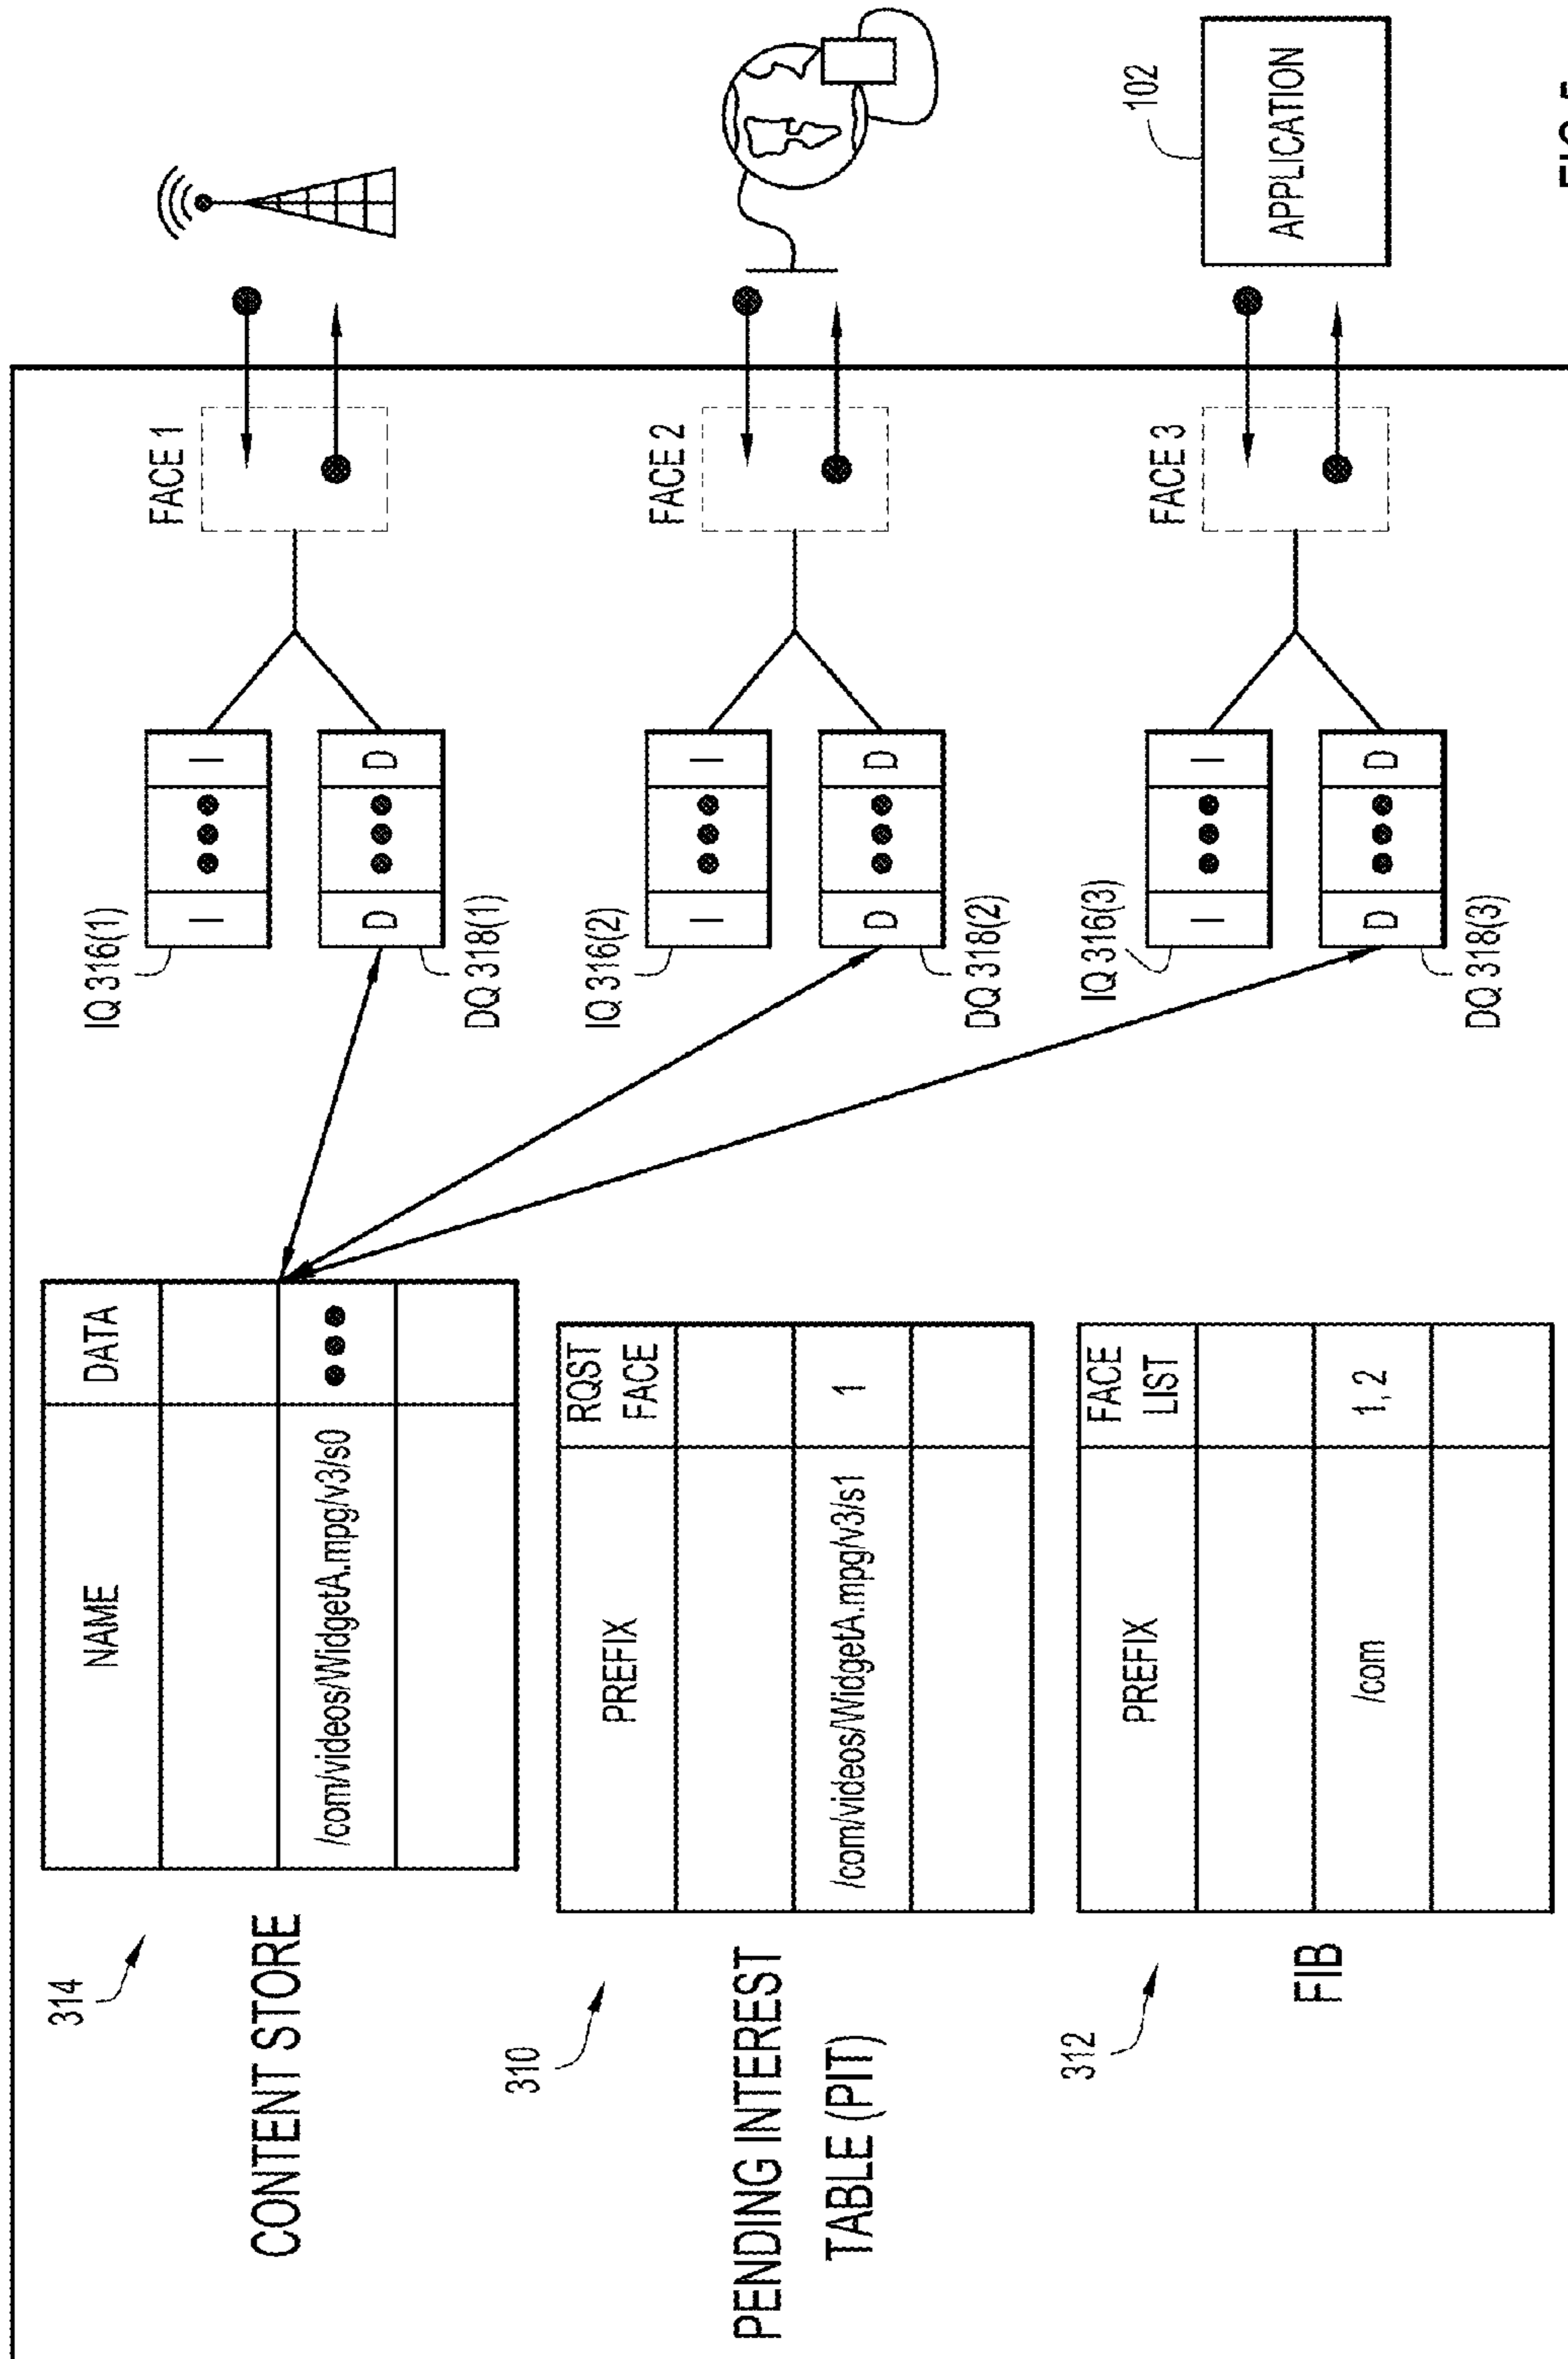 314
CONTENT STORE
NAME
DATA
/com/videos/WidgetA.mpg/v3/s0
310
PENDING INTEREST
TABLE (PIT)
PREFIX
RQST
FACE
/com/videos/WidgetA.mpg/v3/s1
1
312
FIB
PREFIX
FACE
LIST
/com
1, 2
IQ 316(1)
I
I
D
D
DQ 318(1)
FACE 1
IQ 316(2)
I
I
D
D
DQ 318(2)
FACE 2
IQ 316(3)
I
I
D
D
DQ 318(3)
FACE 3
102
APPLICATION